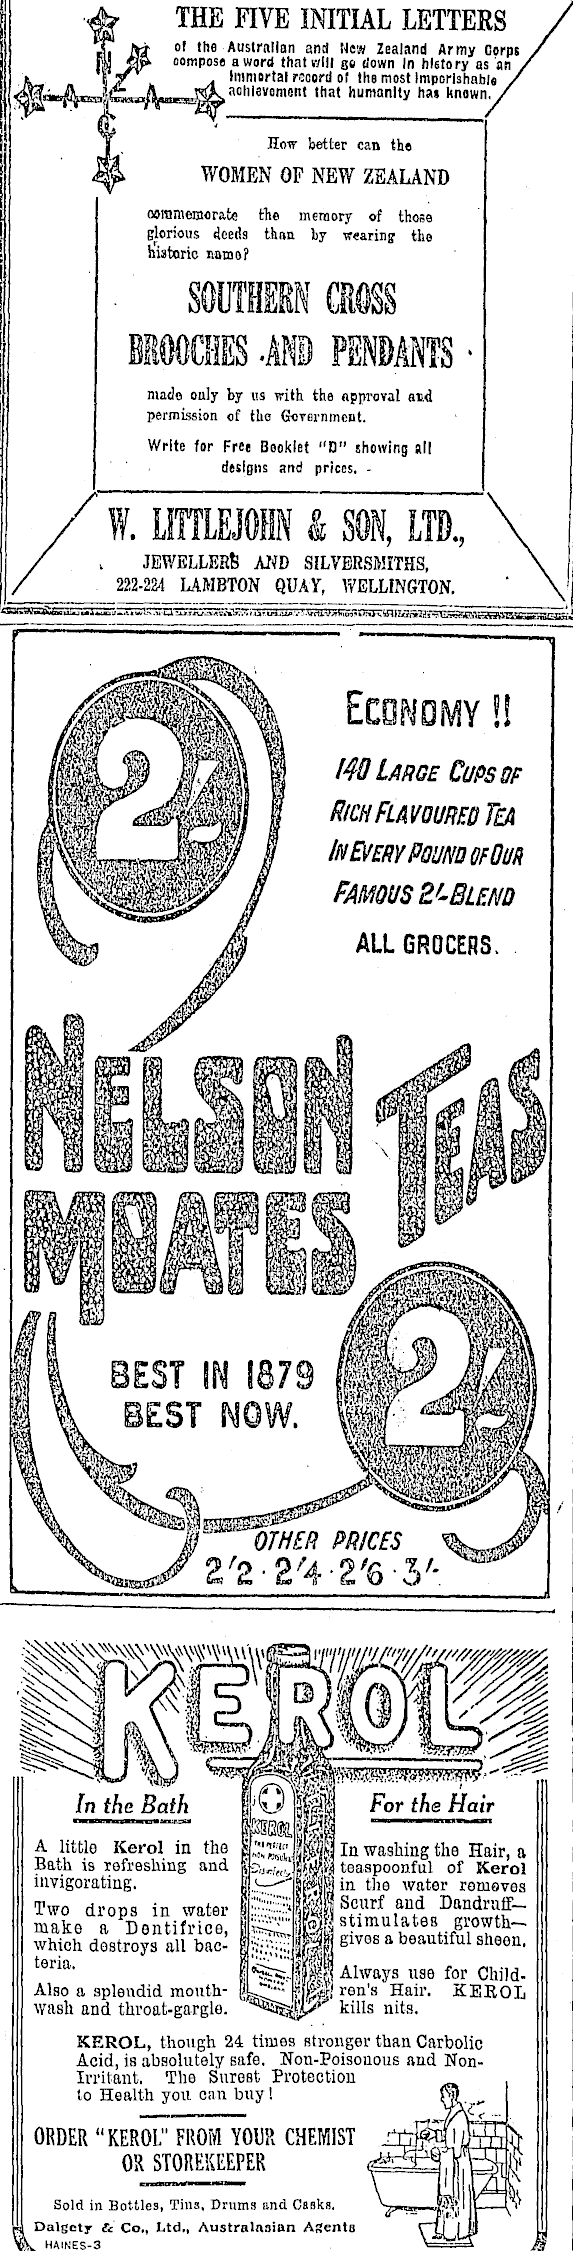 THE FIVE INITIAL LETTERS
of the Australian and New Zealand Army Corps
compose a word that will go down in history as an
immortal record of the most imperishable
achievement that humanity has known.
N
Z
A A
C
How better can the
WOMEN OF NEW ZEALAND
commemorate the memory of those
glorious deeds than by wearing the
historic name?
SOUTHERN CROSS
BROOCHES AND PENDANTS
made only by us with the approval and
permission of the Government.
Write for Free Booklet "D" showing all
designs and prices.
W. LITTLEJOHN & SON, LTD.,
JEWELLERS AND SILVERSMITHS,
222-224 LAMBTON QUAY, WELLINGTON.
2/-
ECONOMY !!
140 LARGE CUPS OF
RICH FLAVOURED TEA
IN EVERY POUND OF OUR
FAMOUS 2/- BLEND
ALL GROCERS.
NELSON
MOATES
TEAS
2/-
BEST IN 1879
BEST NOW.
OTHER PRICES
2/2 · 2/4 · 2/6 · 3/-
KEROL
In the Bath
A little Kerol in the
Bath is refreshing and
invigorating.
Two drops in water
make a Dentifrice,
which destroys all bac-
teria.
Also a splendid mouth-
wash and throat-gargle.
KEROL
For the Hair
In washing the Hair, a
teaspoonful of Kerol
in the water removes
Scurf and Dandruff—
stimulates growth—
gives a beautiful sheen.
Always use for Child-
ren's Hair. KEROL
kills nits.
KEROL, though 24 times stronger than Carbolic
Acid, is absolutely safe. Non-Poisonous and Non-
Irritant. The Surest Protection
to Health you can buy!
ORDER "KEROL" FROM YOUR CHEMIST
OR STOREKEEPER
Sold in Bottles, Tins, Drums and Casks.
Dalgety & Co., Ltd., Australasian Agents
HAINES-3